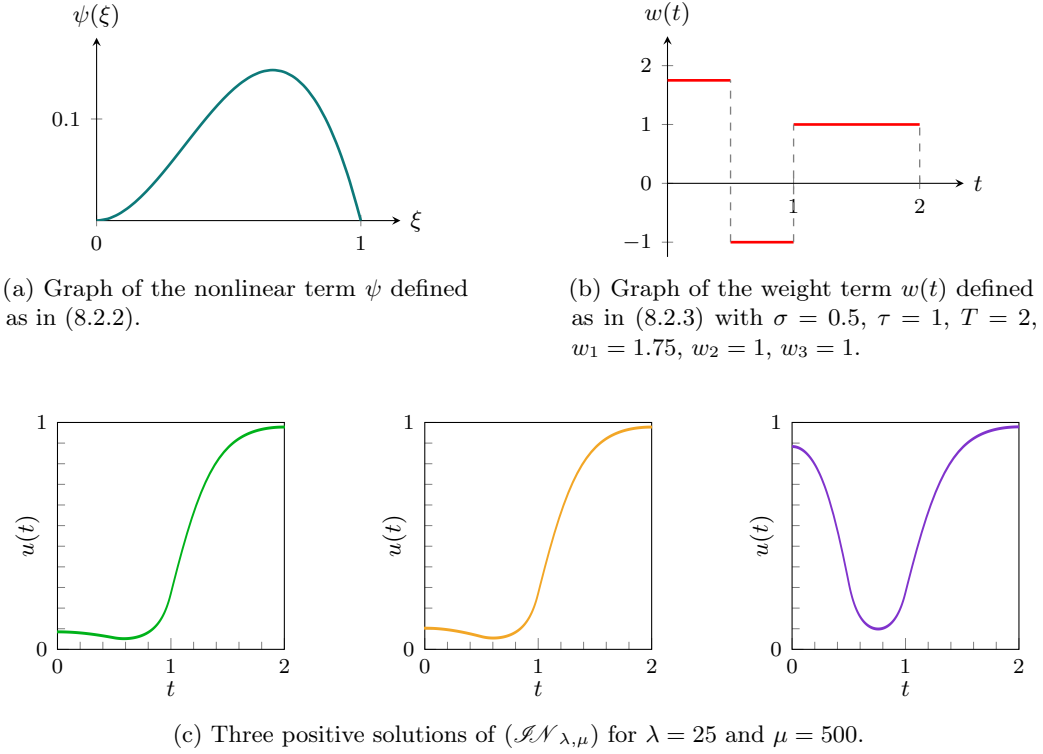 ψ(ξ)
0.1
0
1
ξ
w(t)
2
1
0
−1
1
2
t
(a) Graph of the nonlinear term ψ defined
as in (8.2.2).
(b) Graph of the weight term w(t) defined
as in (8.2.3) with σ = 0.5, τ = 1, T = 2,
w₁ = 1.75, w₂ = 1, w₃ = 1.
1
u(t)
0
0
1
2
t
1
u(t)
0
0
1
2
t
1
u(t)
0
0
1
2
t
(c) Three positive solutions of (𝒥𝒩λ,μ) for λ = 25 and μ = 500.